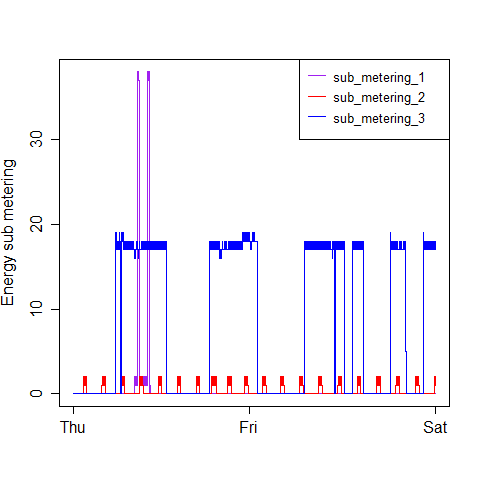 sub_metering_1
sub_metering_2
sub_metering_3
Energy sub metering
30
20
10
0
Thu Fri Sat